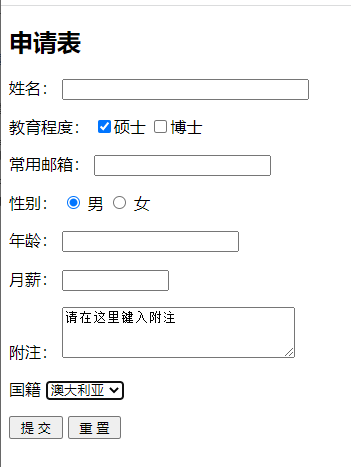 申请表
姓名：
教育程度： 硕士 博士
常用邮箱：
性别： 男 女
年龄：
月薪：
请在这里键入附注
附注：
国籍 澳大利亚
提 交 重 置